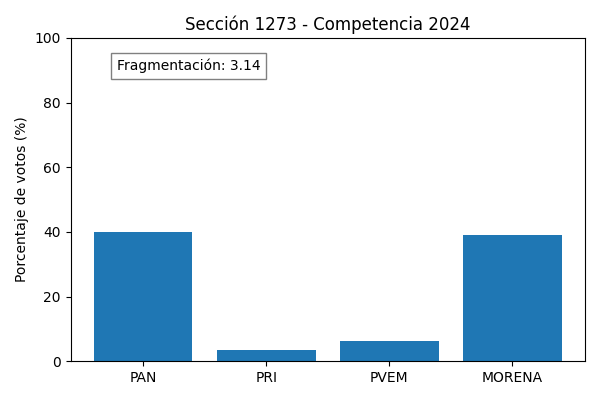 Sección 1273 - Competencia 2024
Fragmentación: 3.14
Porcentaje de votos (%)
100
80
60
40
20
0
PAN PRI PVEM MORENA